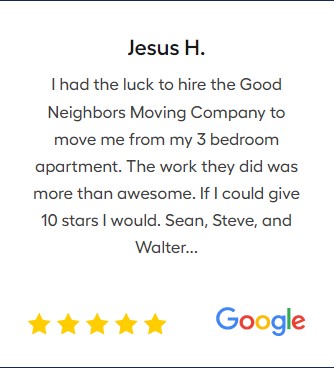 Jesus H.
I had the luck to hire the Good
Neighbors Moving Company to
move me from my 3 bedroom
apartment. The work they did was
more than awesome. If I could give
10 stars I would. Sean, Steve, and
Walter...
Google